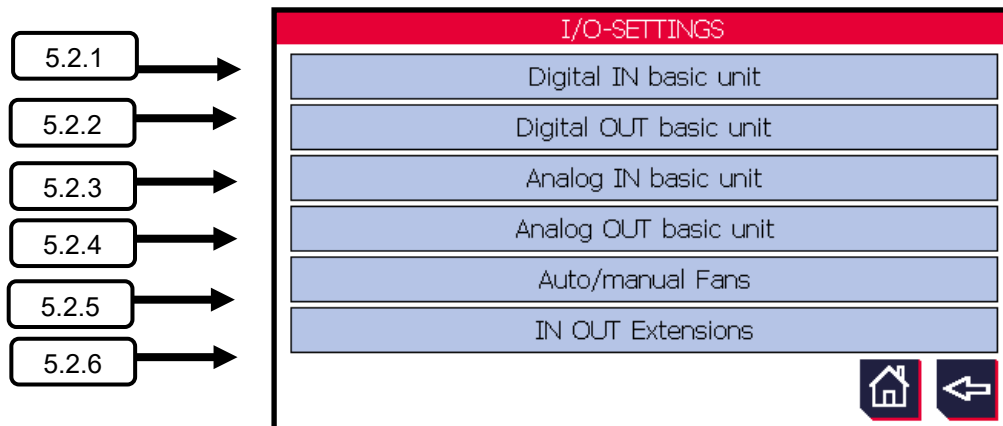 I/O-SETTINGS
5.2.1
Digital IN basic unit
5.2.2
Digital OUT basic unit
5.2.3
Analog IN basic unit
5.2.4
Analog OUT basic unit
5.2.5
Auto/manual Fans
5.2.6
IN OUT Extensions